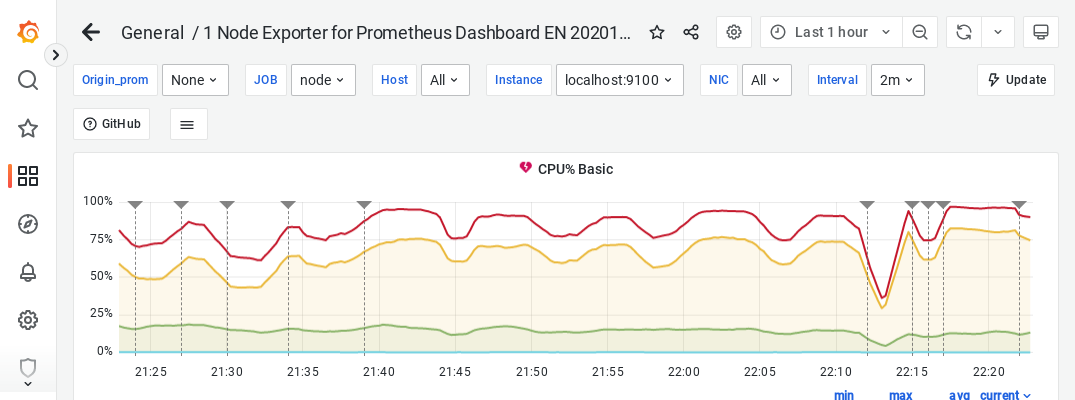 General / 1 Node Exporter for Prometheus Dashboard EN 20201...
Last 1 hour
Origin_prom None JOB node Host All Instance localhost:9100 NIC All Interval 2m Update
GitHub
CPU% Basic
100%
75%
50%
25%
0%
21:25 21:30 21:35 21:40 21:45 21:50 21:55 22:00 22:05 22:10 22:15 22:20
min max avg current